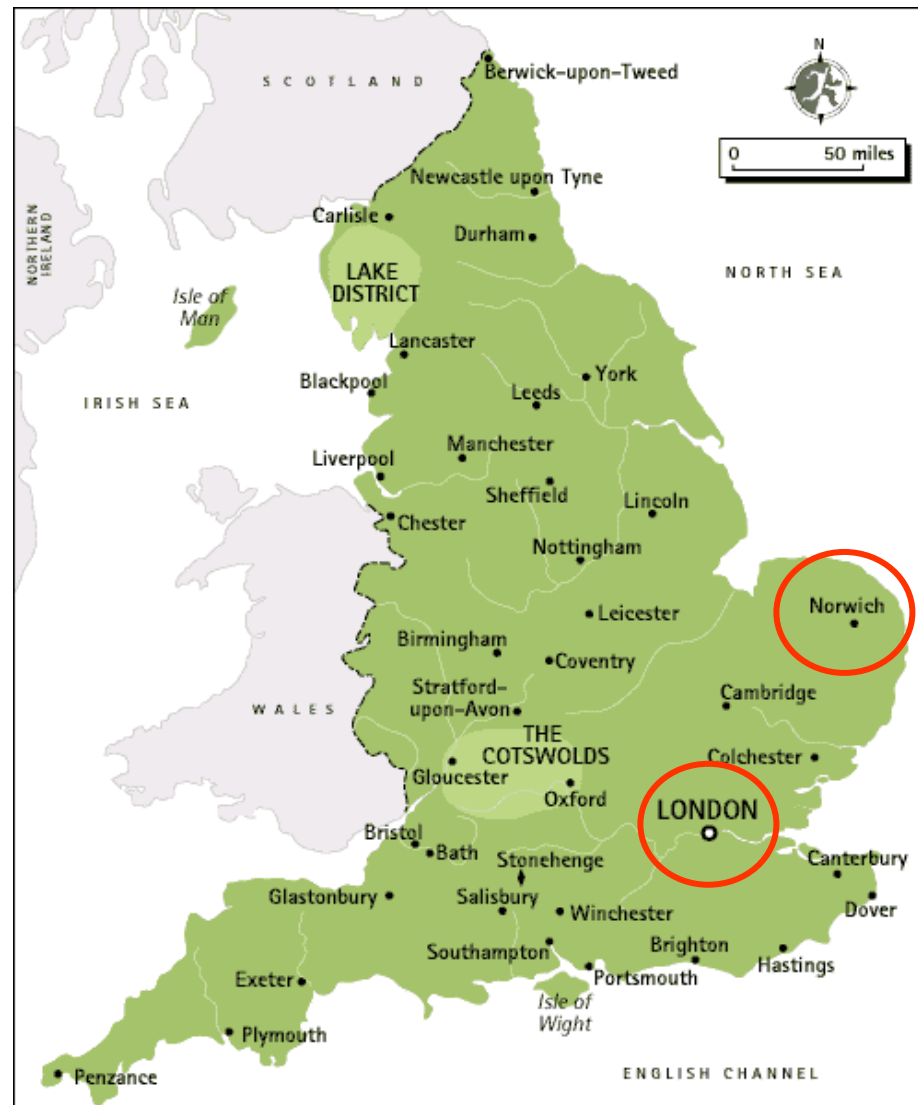 N
SCOTLAND
Berwick-upon-Tweed
0 50 miles
Newcastle upon Tyne
Carlisle
Durham
NORTHERN
IRELAND
LAKE
DISTRICT
NORTH SEA
Isle of
Man
Lancaster
Blackpool
York
Leeds
IRISH SEA
Manchester
Liverpool
Sheffield
Lincoln
Chester
Nottingham
Norwich
Leicester
Birmingham
Coventry
Stratford-
upon-Avon
Cambridge
WALES
THE
COTSWOLDS
Colchester
Gloucester
Oxford
LONDON
Bristol
Bath
Stonehenge
Canterbury
Glastonbury
Salisbury
Winchester
Dover
Southampton
Brighton
Hastings
Portsmouth
Exeter
Isle of
Wight
Plymouth
Penzance
ENGLISH CHANNEL